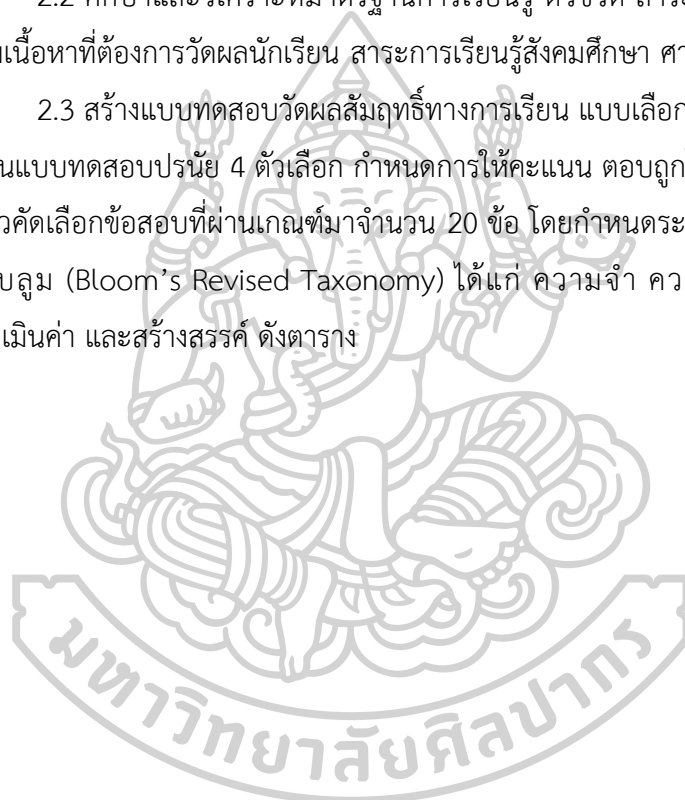 2.2 ศึกษาและวิเคราะห์มาตรฐานการเรียนรู้ ตัวชี้วัด สาระ
เนื้อหาที่ต้องการวัดผลนักเรียน สาระการเรียนรู้สังคมศึกษา ศา
2.3 สร้างแบบทดสอบวัดผลสัมฤทธิ์ทางการเรียน แบบเลือก
นแบบทดสอบปรนัย 4 ตัวเลือก กำหนดการให้คะแนน ตอบถูก
วคัดเลือกข้อสอบที่ผ่านเกณฑ์มาจำนวน 20 ข้อ โดยกำหนดระ
บลูม (Bloom's Revised Taxonomy) ได้แก่ ความจำ คว
เมินค่า และสร้างสรรค์ ดังตาราง
มหาวิทยาลัยศิลปากร